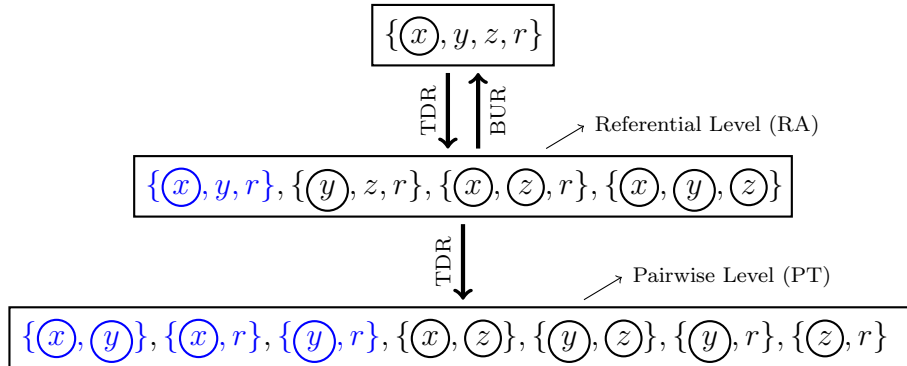 {x, y, z, r}
TDR
BUR
Referential Level (RA)
{x, y, r}, {y, z, r}, {x, z, r}, {x, y, z}
TDR
Pairwise Level (PT)
{x, y}, {x, r}, {y, r}, {x, z}, {y, z}, {y, r}, {z, r}